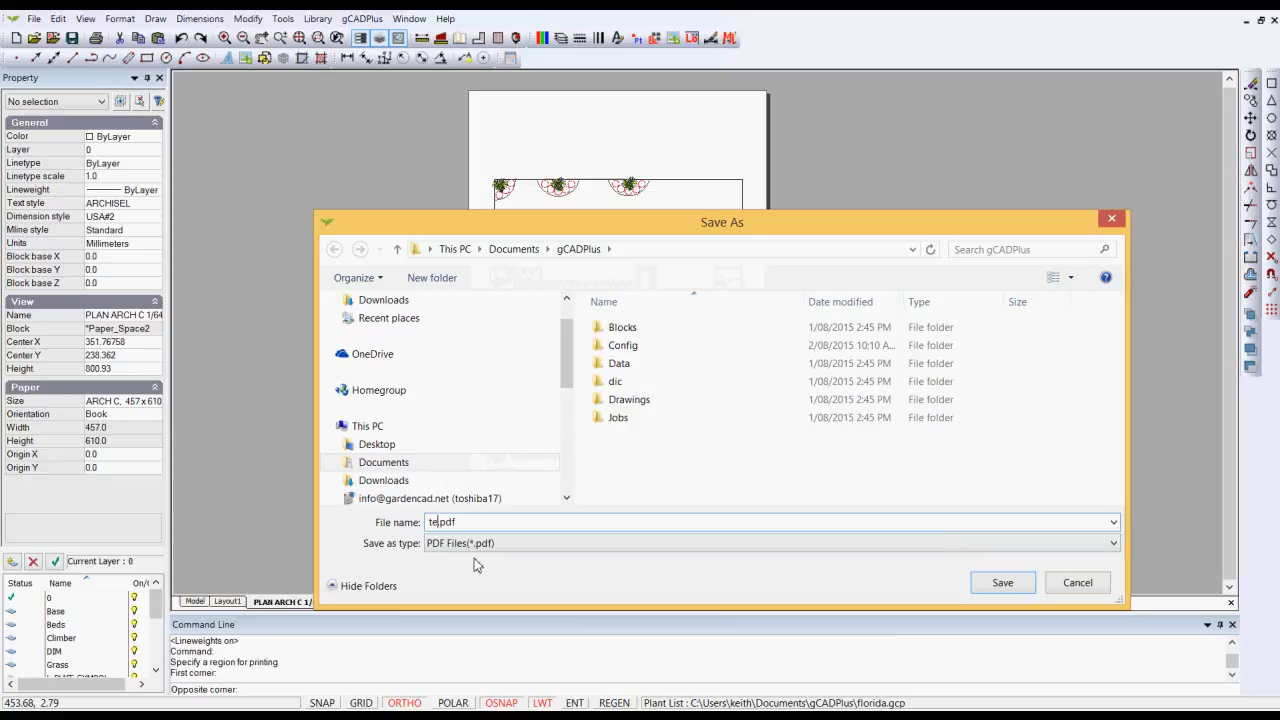 File Edit View Format Draw Dimensions Modify Tools Library gCADPlus Window Help
Property
No selection
General
Color ByLayer
Layer 0
Linetype ByLayer
Linetype scale 1.0
Lineweight ByLayer
Text style ARCHISEL
Dimension style USA#2
Mline style Standard
Units Millimeters
Block base X 0.0
Block base Y 0.0
Block base Z 0.0
View
Name PLAN ARCH C 1/64
Block *Paper_Space2
Center X 351.76758
Center Y 238.362
Height 800.93
Paper
Size ARCH C, 457 x 610
Orientation Book
Width 457.0
Height 610.0
Origin X 0.0
Origin Y 0.0
Current Layer : 0
Status Name On/(
0
Base
Beds
Climber
DIM
Grass
Save As
This PC Documents gCADPlus
Search gCADPlus
Organize New folder
Downloads
Recent places
OneDrive
Homegroup
This PC
Desktop
Documents
Downloads
info@gardencad.net (toshiba17)
Name Date modified Type Size
Blocks 1/08/2015 2:45 PM File folder
Config 2/08/2015 10:10 A... File folder
Data 1/08/2015 2:45 PM File folder
dic 1/08/2015 2:45 PM File folder
Drawings 1/08/2015 2:45 PM File folder
Jobs 1/08/2015 2:45 PM File folder
File name: te.pdf
Save as type: PDF Files(*.pdf)
Hide Folders
Save Cancel
Model Layout1 PLAN ARCH C 1/
Command Line
<Lineweights on>
Command:
Specify a region for printing
First corner:
Opposite corner:
453.68, 2.79 SNAP GRID ORTHO POLAR OSNAP LWT ENT REGEN Plant List : C:\Users\keith\Documents\gCADPlus\florida.gcp